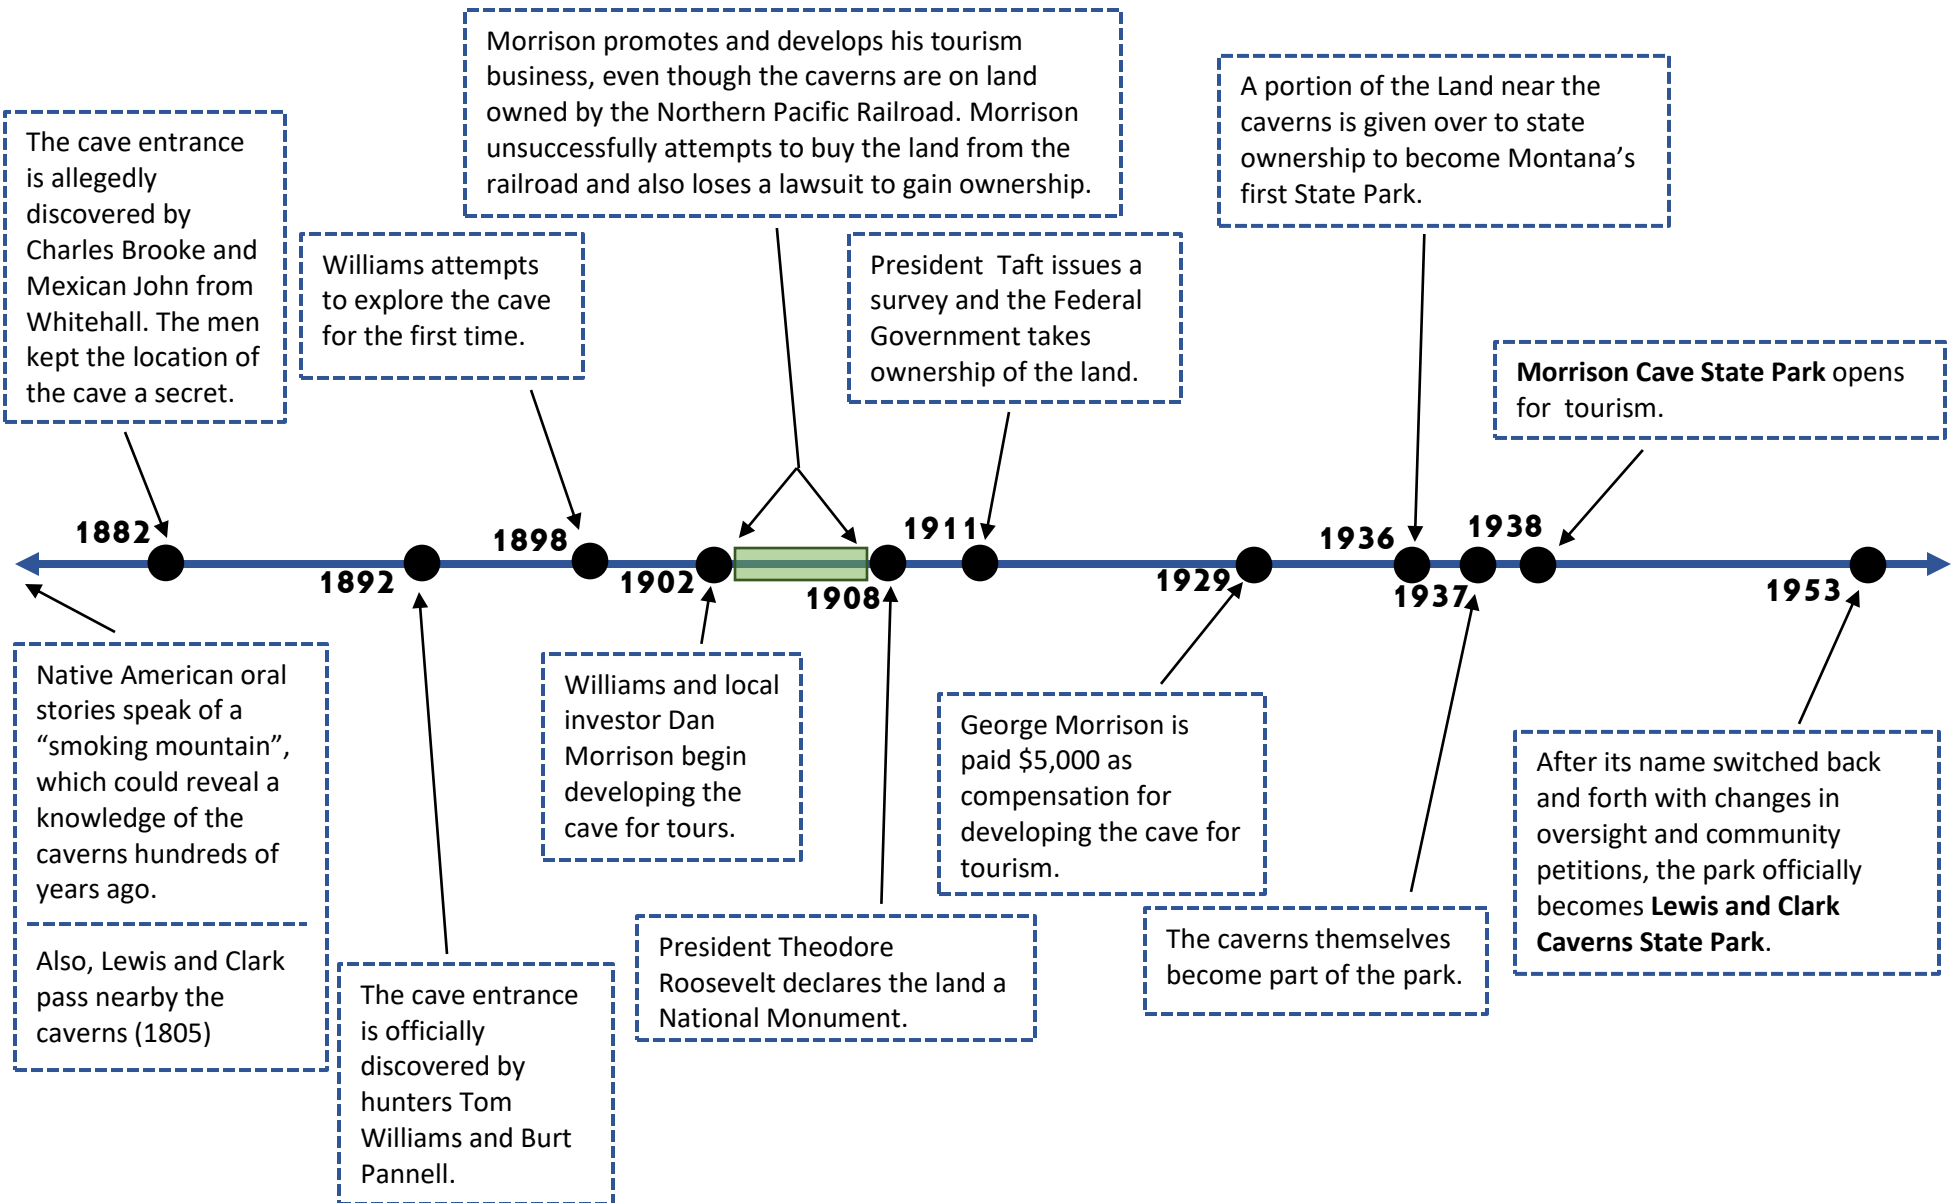 Morrison promotes and develops his tourism
business, even though the caverns are on land
owned by the Northern Pacific Railroad. Morrison
unsuccessfully attempts to buy the land from the
railroad and also loses a lawsuit to gain ownership.
A portion of the Land near the
caverns is given over to state
ownership to become Montana’s
first State Park.
The cave entrance
is allegedly
discovered by
Charles Brooke and
Mexican John from
Whitehall. The men
kept the location of
the cave a secret.
Williams attempts
to explore the cave
for the first time.
President Taft issues a
survey and the Federal
Government takes
ownership of the land.
Morrison Cave State Park opens
for tourism.
1882
1892
1898
1902
1908
1911
1929
1936
1937
1938
1953
Native American oral
stories speak of a
“smoking mountain”,
which could reveal a
knowledge of the
caverns hundreds of
years ago.
Also, Lewis and Clark
pass nearby the
caverns (1805)
The cave entrance
is officially
discovered by
hunters Tom
Williams and Burt
Pannell.
Williams and local
investor Dan
Morrison begin
developing the
cave for tours.
President Theodore
Roosevelt declares the land a
National Monument.
George Morrison is
paid $5,000 as
compensation for
developing the cave for
tourism.
The caverns themselves
become part of the park.
After its name switched back
and forth with changes in
oversight and community
petitions, the park officially
becomes Lewis and Clark
Caverns State Park.